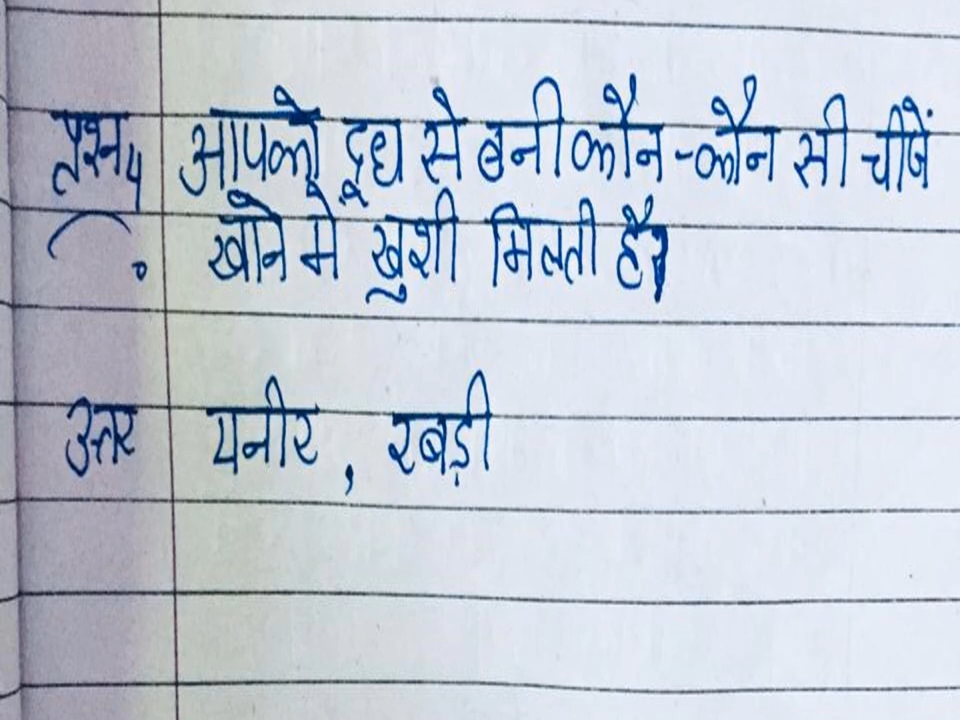 प्रश्न4 आपको दूध से बनी कौन-कौन सी चीजें
खाने मे खुशी मिलती है।
उत्तर पनीर, रबड़ी